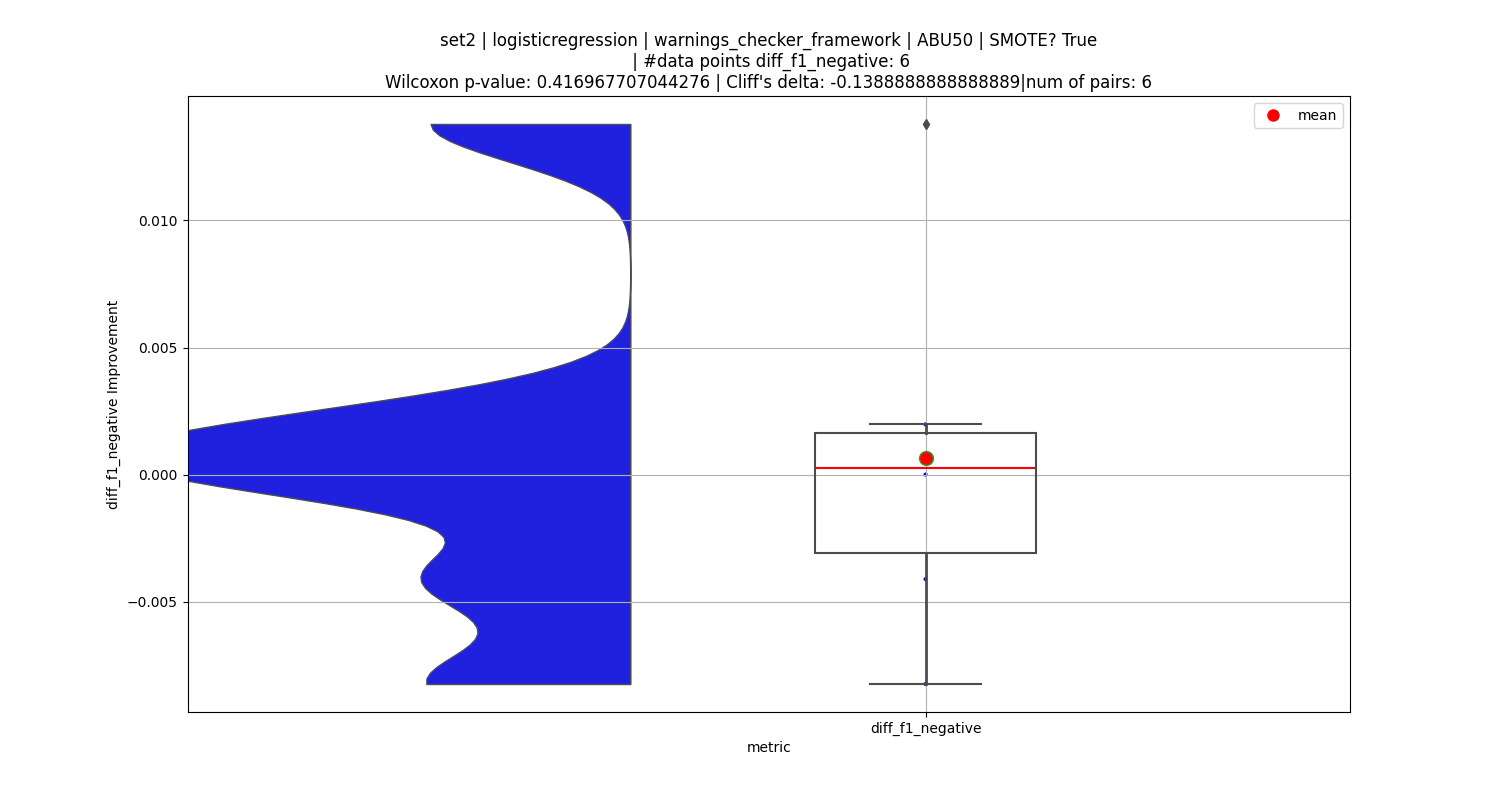 set2 | logisticregression | warnings_checker_framework | ABU50 | SMOTE? True
| #data points diff_f1_negative: 6
Wilcoxon p-value: 0.416967707044276 | Cliff's delta: -0.1388888888888889|num of pairs: 6
mean
0.010
0.005
0.000
−0.005
diff_f1_negative Improvement
diff_f1_negative
metric